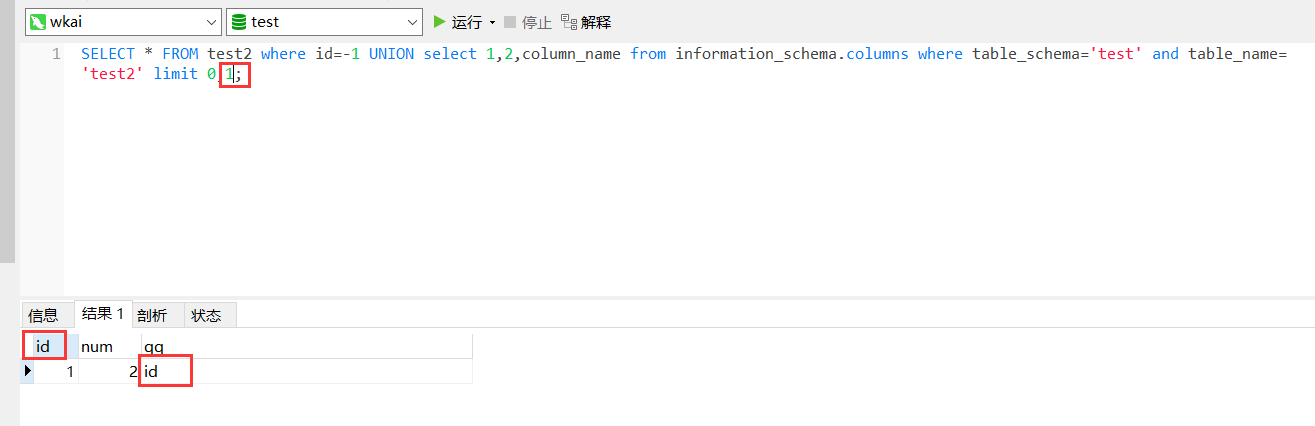 wkai test 运行 停止 解释
1 SELECT * FROM test2 where id=-1 UNION select 1,2,column_name from information_schema.columns where table_schema='test' and table_name=
'test2' limit 0,1;
信息 结果 1 剖析 状态
id num qq
1 2 id